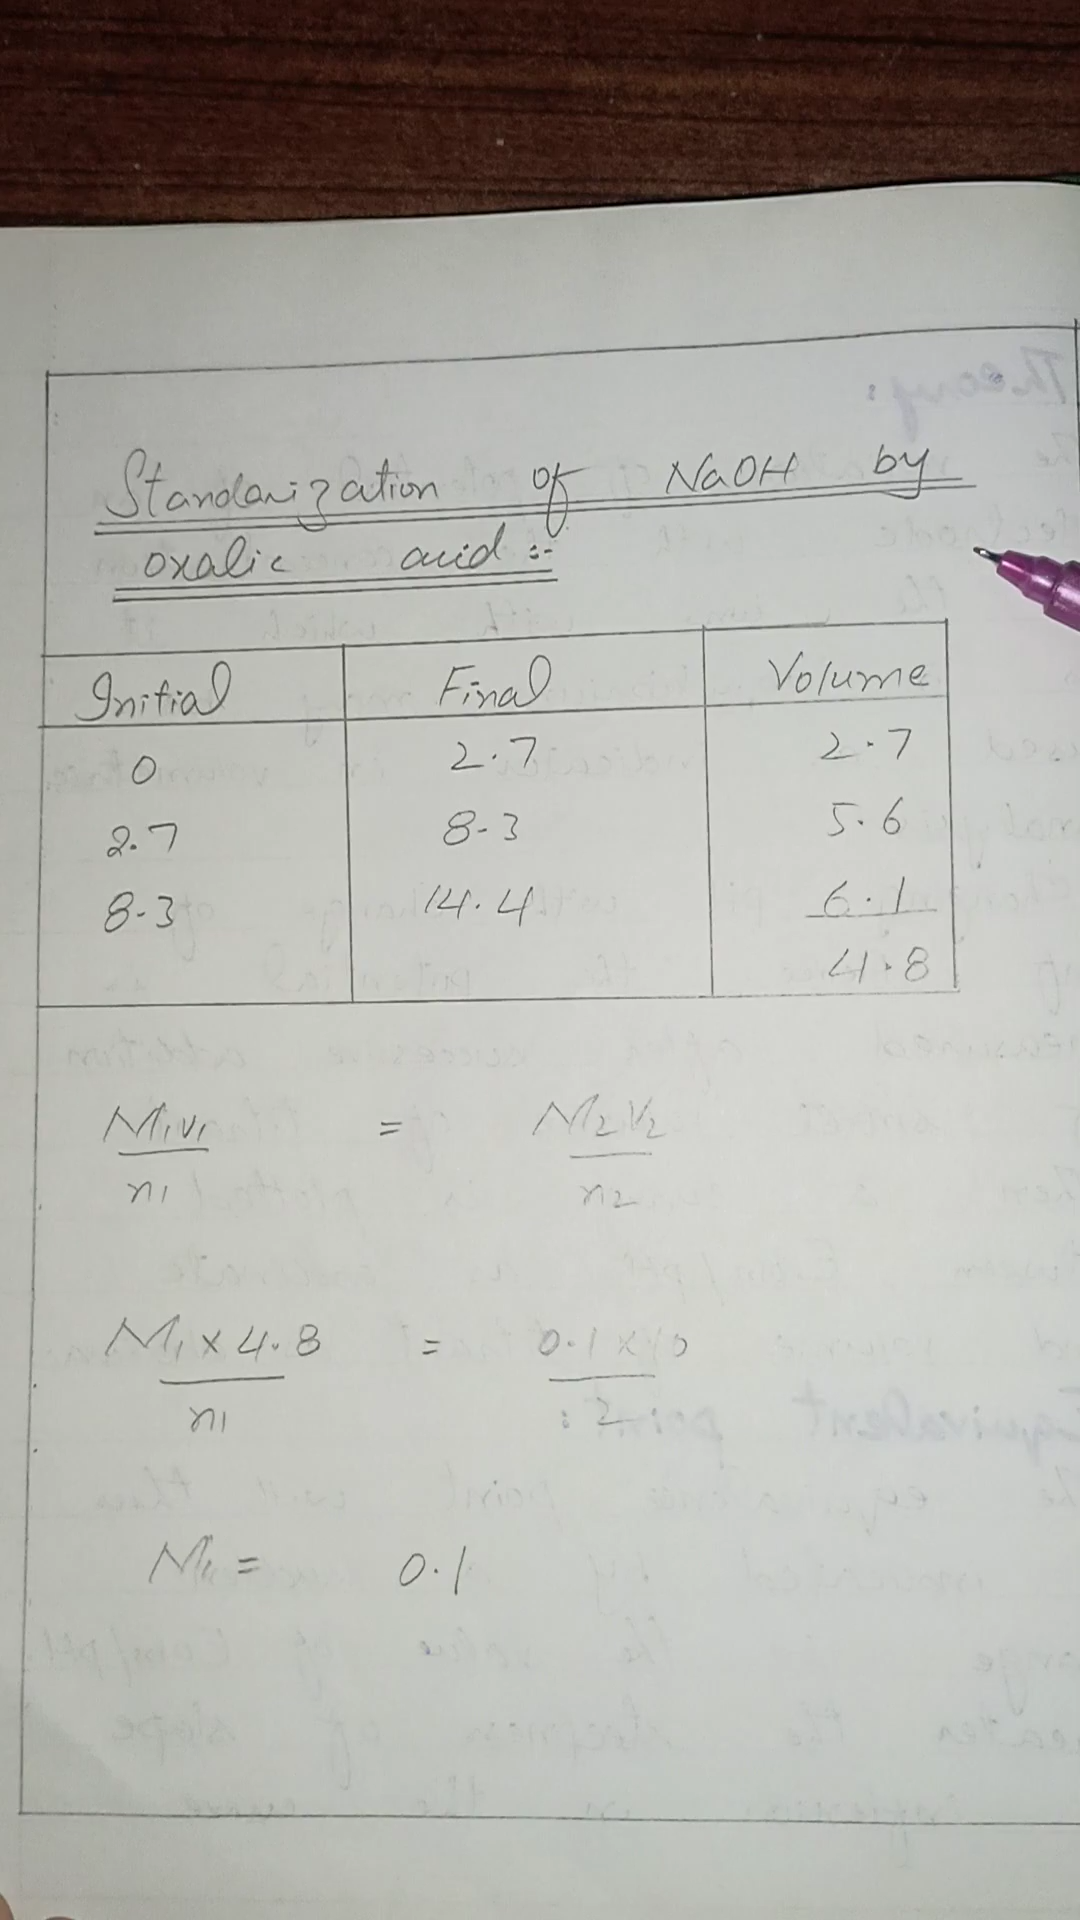 Standarization of NaOH by
oxalic acid :-
Initial Final Volume
0 2.7 2.7
2.7 8.3 5.6
8.3 14.4 6.1
4.8
M1V1 = M2V2
n1 n2
M1 x 4.8 = 0.1 x 10
n1 2
M1 = 0.1